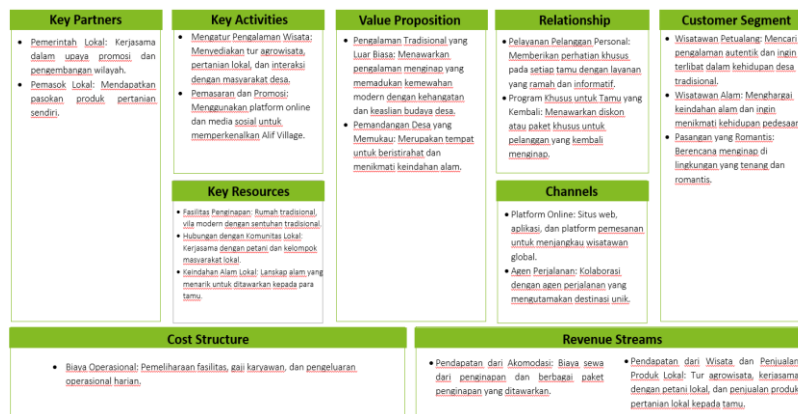 Key Partners
• Pemerintah Lokal: Kerjasama
dalam upaya promosi dan
pengembangan wilayah.
• Pemasok Lokal: Mendapatkan
pasokan produk pertanian
sendiri.
Key Activities
• Mengatur Pengalaman Wisata:
Menyediakan tur agrowisata,
pertanian lokal, dan interaksi
dengan masyarakat desa.
• Pemasaran dan Promosi:
Menggunakan platform online
dan media sosial untuk
memperkenalkan Alif Village.
Key Resources
• Fasilitas Penginapan: Rumah tradisional,
vila modern dengan sentuhan tradisional.
• Hubungan dengan Komunitas Lokal:
Kerjasama dengan petani dan kelompok
masyarakat lokal.
• Keindahan Alam Lokal: Lanskap alam yang
menarik untuk ditawarkan kepada para
tamu.
Value Proposition
• Pengalaman Tradisional yang
Luar Biasa: Menawarkan
pengalaman menginap yang
memadukan kemewahan
modern dengan kehangatan
dan keaslian budaya desa.
• Pemandangan Desa yang
Memukau: Merupakan tempat
untuk beristirahat dan
menikmati keindahan alam.
Relationship
• Pelayanan Pelanggan Personal:
Memberikan perhatian khusus
pada setiap tamu dengan layanan
yang ramah dan informatif.
• Program Khusus untuk Tamu yang
Kembali: Menawarkan diskon
atau paket khusus untuk
pelanggan yang kembali
menginap.
Channels
• Platform Online: Situs web,
aplikasi, dan platform pemesanan
untuk menjangkau wisatawan
global.
• Agen Perjalanan: Kolaborasi
dengan agen perjalanan yang
mengutamakan destinasi unik.
Customer Segment
• Wisatawan Petualang: Mencari
pengalaman autentik dan ingin
terlibat dalam kehidupan desa
tradisional.
• Wisatawan Alam: Menghargai
keindahan alam dan ingin
menikmati kehidupan pedesaan
• Pasangan yang Romantis:
Berencana menginap di
lingkungan yang tenang dan
romantis.
Cost Structure
• Biaya Operasional: Pemeliharaan fasilitas, gaji karyawan, dan pengeluaran
operasional harian.
Revenue Streams
• Pendapatan dari Akomodasi: Biaya sewa
dari penginapan dan berbagai paket
penginapan yang ditawarkan.
• Pendapatan dari Wisata dan Penjualan
Produk Lokal: Tur agrowisata, kerjasama
dengan petani lokal, dan penjualan produk
pertanian lokal kepada tamu.